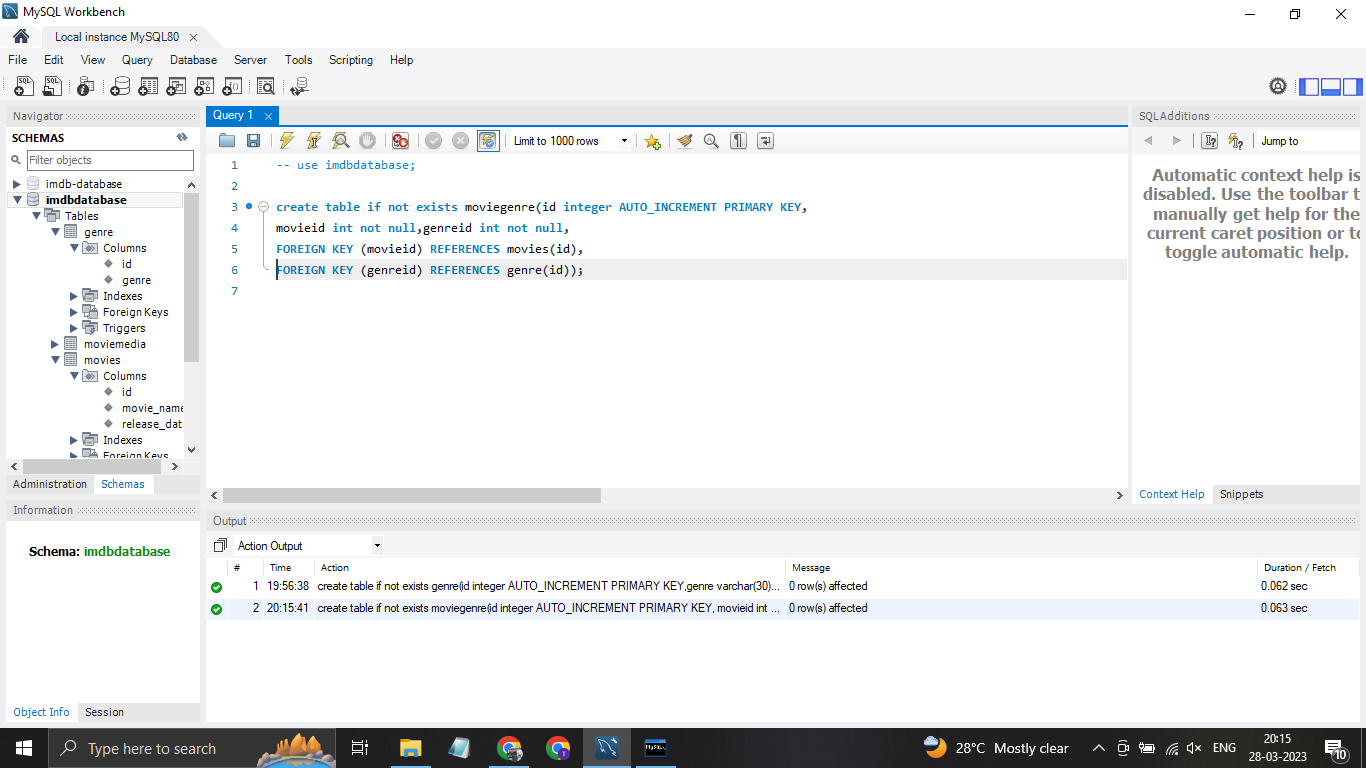 MySQL Workbench
Local instance MySQL80
File Edit View Query Database Server Tools Scripting Help
Navigator
SCHEMAS
Filter objects
imdb-database
imdbdatabase
Tables
genre
Columns
id
genre
Indexes
Foreign Keys
Triggers
moviemedia
movies
Columns
id
movie_name
release_dat
Indexes
Foreign Keys
Administration Schemas
Information
Schema: imdbdatabase
Object Info Session
Query 1
Limit to 1000 rows
1 -- use imdbdatabase;
2
3 create table if not exists moviegenre(id integer AUTO_INCREMENT PRIMARY KEY,
4 movieid int not null,genreid int not null,
5 FOREIGN KEY (movieid) REFERENCES movies(id),
6 FOREIGN KEY (genreid) REFERENCES genre(id));
7
SQLAdditions
Jump to
Automatic context help is
disabled. Use the toolbar t
manually get help for the
current caret position or to
toggle automatic help.
Context Help Snippets
Output
Action Output
# Time Action Message Duration / Fetch
1 19:56:38 create table if not exists genre(id integer AUTO_INCREMENT PRIMARY KEY,genre varchar(30)... 0 row(s) affected 0.062 sec
2 20:15:41 create table if not exists moviegenre(id integer AUTO_INCREMENT PRIMARY KEY, movieid int ... 0 row(s) affected 0.063 sec
Type here to search
28°C Mostly clear
ENG
20:15
28-03-2023
10